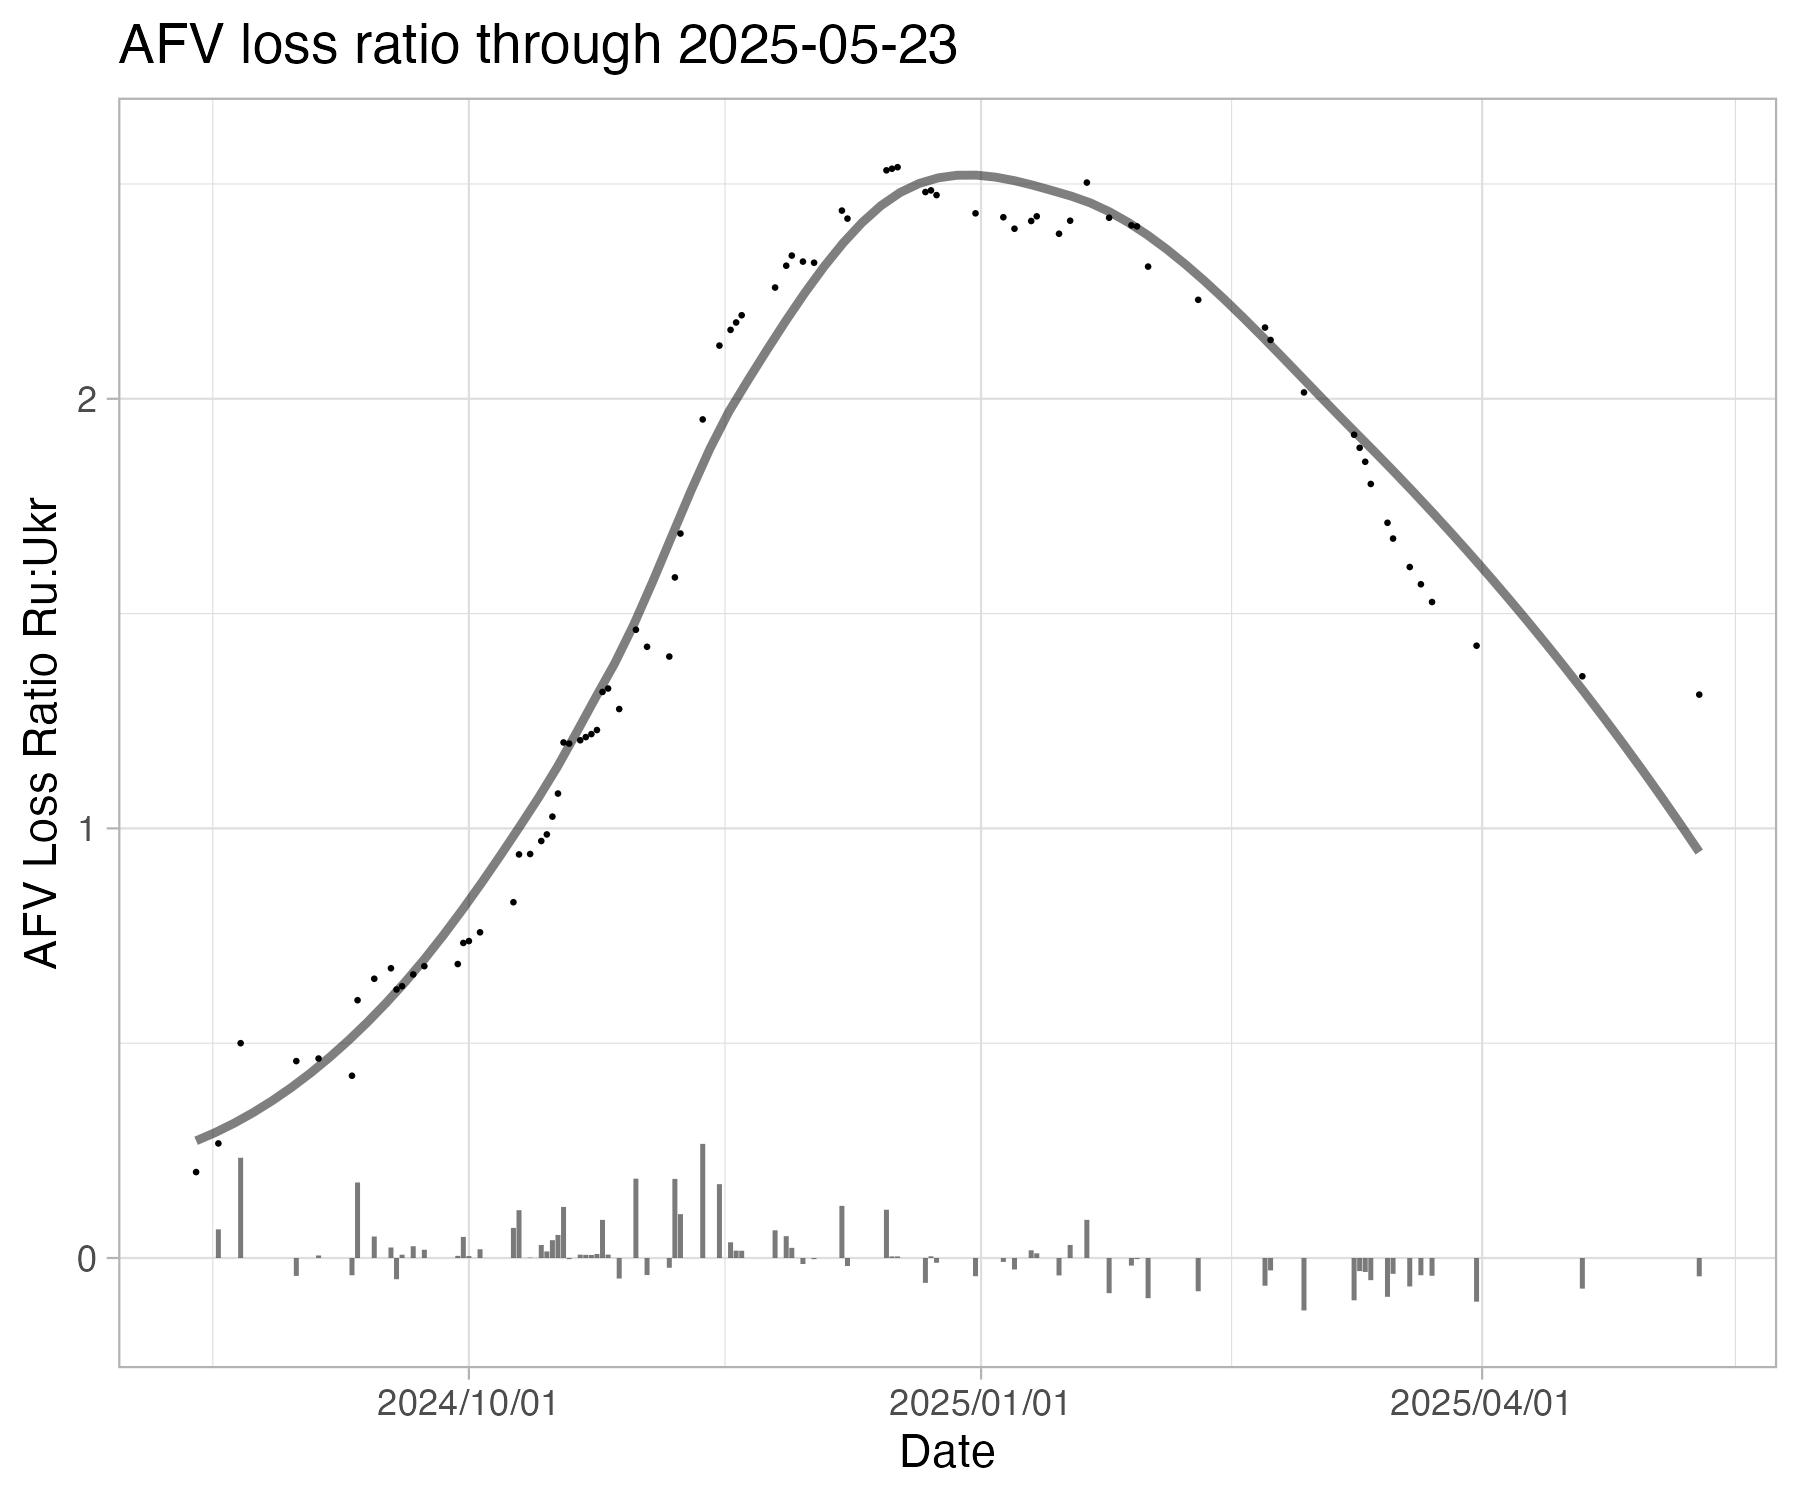 AFV loss ratio through 2025-05-23
AFV Loss Ratio Ru:Ukr
2
1
0
2024/10/01
2025/01/01
2025/04/01
Date